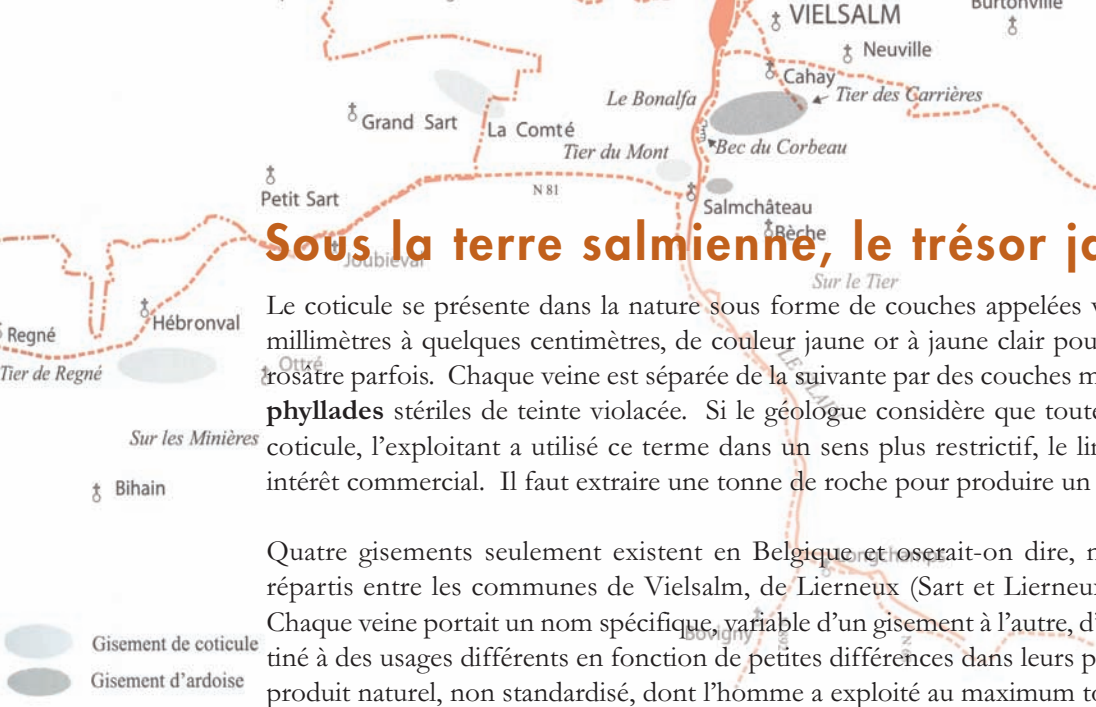 Burtonville
VIELSALM
Neuville
Cahay
Le Bonalfa
Tier des Carrières
Grand Sart
La Comté
Tier du Mont
Bec du Corbeau
Petit Sart
N 81
Salmchâteau
Bèche
Sous la terre salmienne, le trésor
Joubiéval
Sur le Tier
Hébronval
Regné
Tier de Regné
Ottré
Sur les Minières
Bihain
Le coticule se présente dans la nature sous forme de couches appelées
millimètres à quelques centimètres, de couleur jaune or à jaune clair
rosâtre parfois. Chaque veine est séparée de la suivante par des couches
phyllades stériles de teinte violacée. Si le géologue considère que
coticule, l'exploitant a utilisé ce terme dans un sens plus restrictif, le
intérêt commercial. Il faut extraire une tonne de roche pour produire un
Quatre gisements seulement existent en Belgique et oserait-on dire,
répartis entre les communes de Vielsalm, de Lierneux (Sart et Lierneux
Chaque veine portait un nom spécifique, variable d'un gisement à l'autre,
tiné à des usages différents en fonction de petites différences dans leurs
produit naturel, non standardisé, dont l'homme a exploité au maximum
Longchamps
Bovigny
Gisement de coticule
Gisement d'ardoise